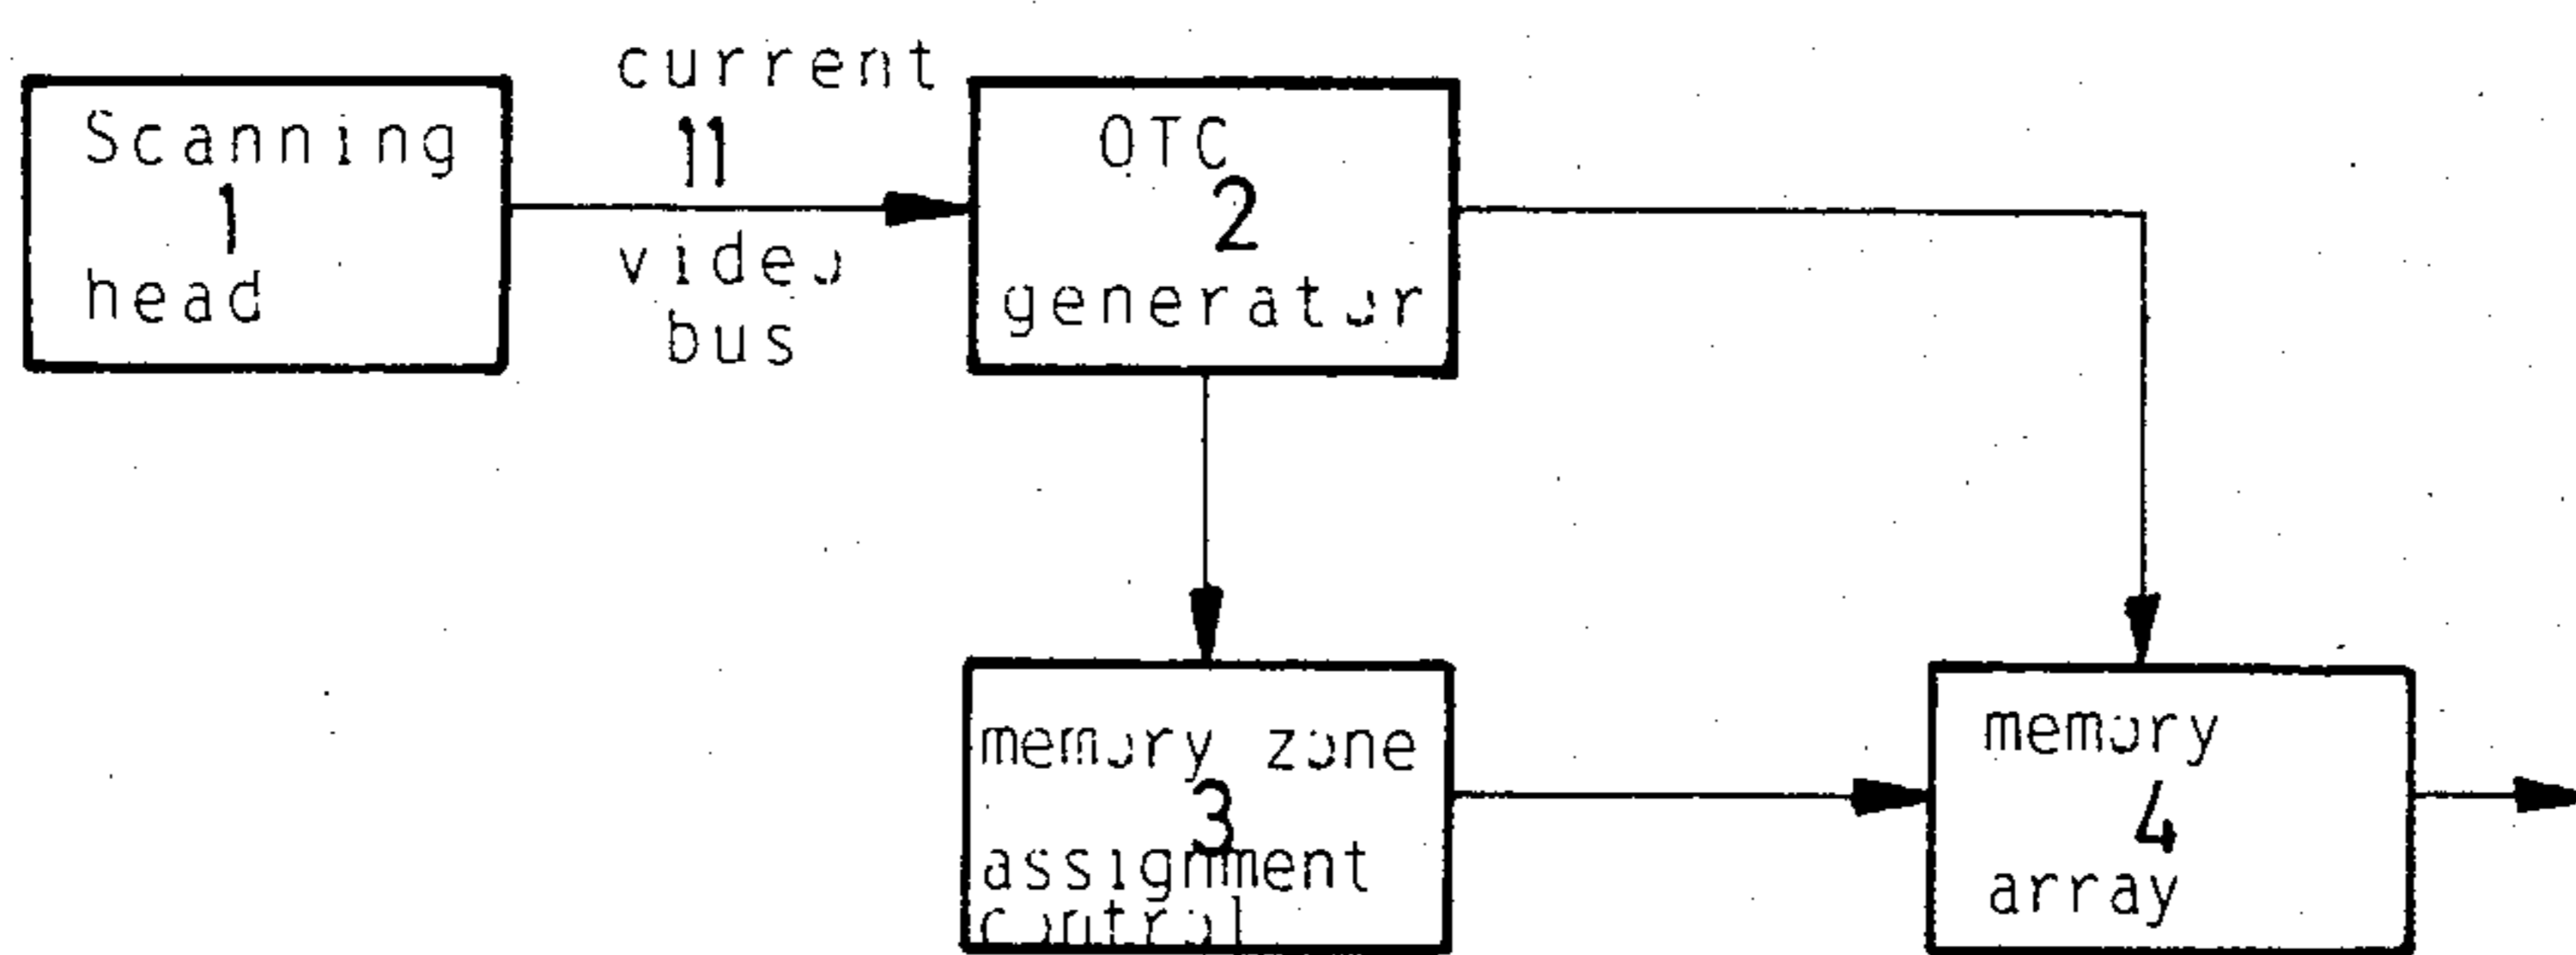 Scanning
1
head
current
11
video
bus
OTC
2
generator
memory zone
3
assignment
control
memory
4
array